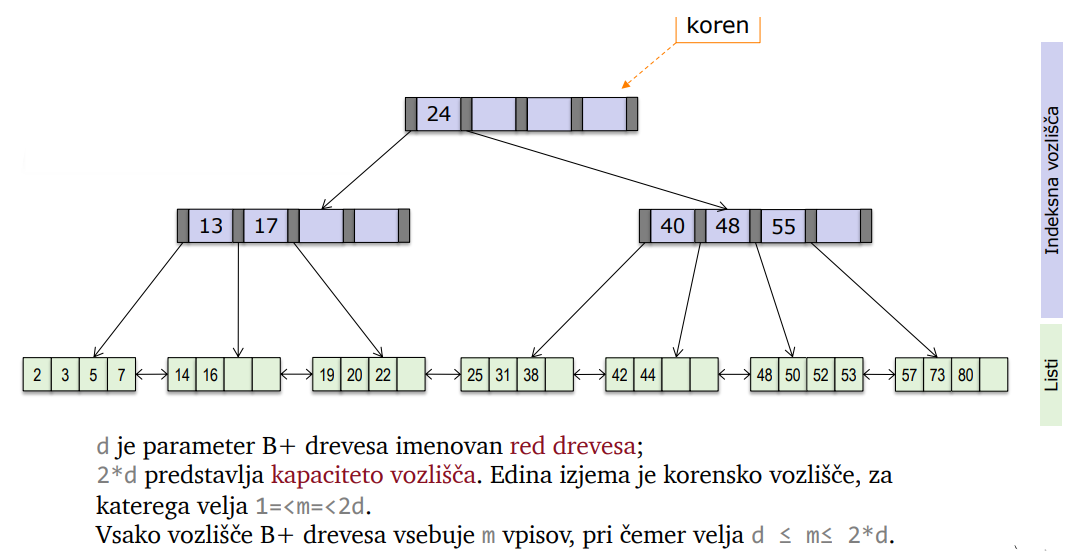 koren
24
13 17
40 48 55
2 3 5 7 14 16 19 20 22 25 31 38 42 44 48 50 52 53 57 73 80
Indeksna vozlišča
Listi
d je parameter B+ drevesa imenovan red drevesa;
2*d predstavlja kapaciteto vozlišča. Edina izjema je korensko vozlišče, za
katerega velja 1=<m=<2d.
Vsako vozlišče B+ drevesa vsebuje m vpisov, pri čemer velja d ≤ m≤ 2*d.